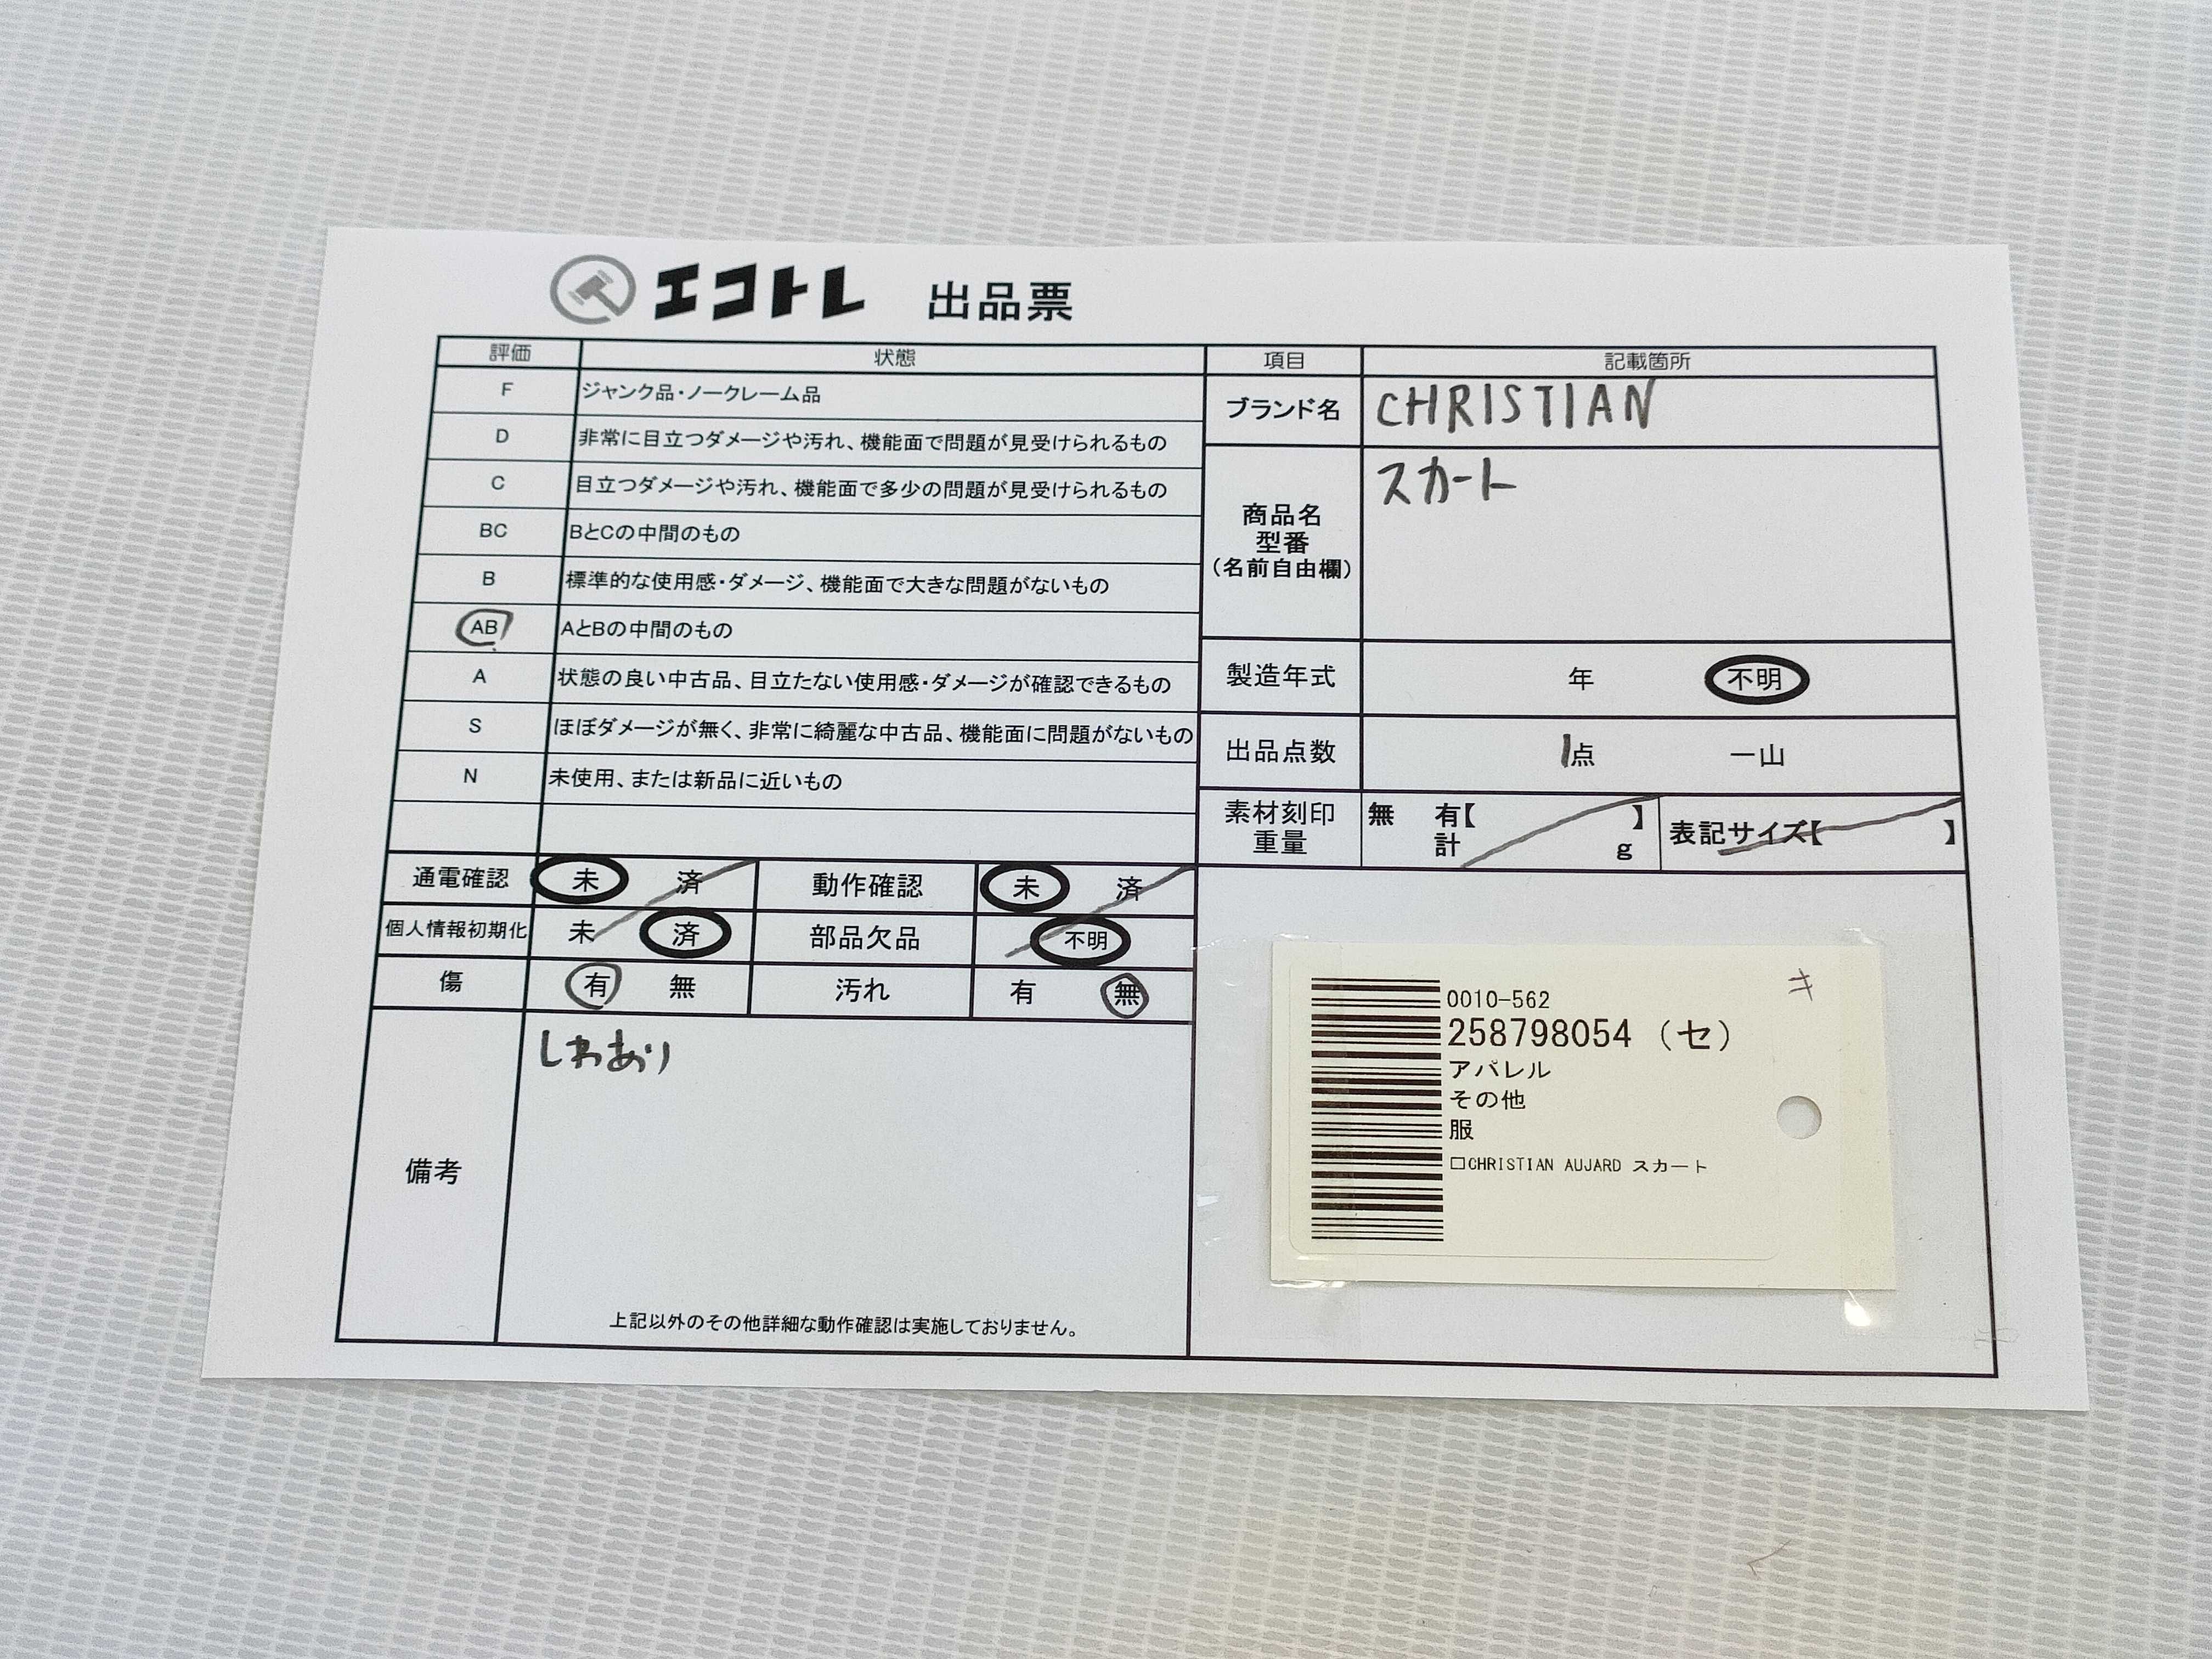 エコトレ 出品票
評価 状態
F ジャンク品・ノークレーム品
D 非常に目立つダメージや汚れ、機能面で問題が見受けられるもの
C 目立つダメージや汚れ、機能面で多少の問題が見受けられるもの
BC BとCの中間のもの
B 標準的な使用感・ダメージ、機能面で大きな問題がないもの
AB AとBの中間のもの
A 状態の良い中古品、目立たない使用感・ダメージが確認できるもの
S ほぼダメージが無く、非常に綺麗な中古品、機能面に問題がないもの
N 未使用、または新品に近いもの
通電確認 未 済 動作確認 未 済
個人情報初期化 未 済 部品欠品 不明
傷 有 無 汚れ 有 無
備考
しわあり
上記以外のその他詳細な動作確認は実施しておりません。
項目 記載箇所
ブランド名 CHRISTIAN
商品名
型番
(名前自由欄)
スカート
製造年式 年 不明
出品点数 1点 一山
素材刻印 無 有【 】
重量 計 g
表記サイズ【 】
キ
0010-562
258798054 (セ)
アパレル
その他
服
□CHRISTIAN AUJARD スカート